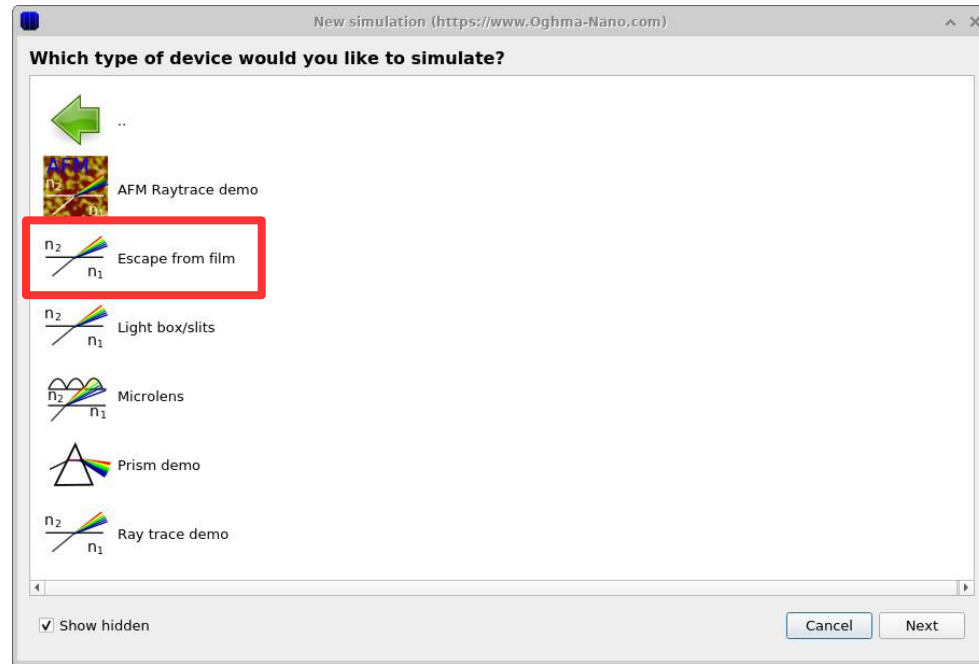 New simulation (https://www.Oghma-Nano.com)
Which type of device would you like to simulate?
..
AFM
n₂
n₁
AFM Raytrace demo
n₂
n₁
Escape from film
n₂
n₁
Light box/slits
n₂
n₁
Microlens
Prism demo
n₂
n₁
Ray trace demo
Show hidden
Cancel
Next